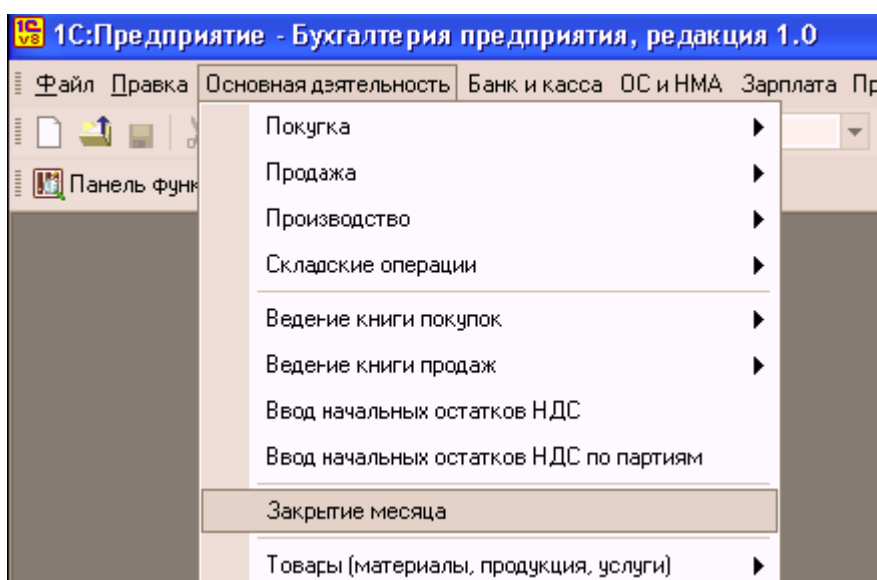 1С:Предприятие - Бухгалтерия предприятия, редакция 1.0
Файл Правка Основная деятельность Банк и касса ОС и НМА Зарплата Пр
Покупка
Панель функ
Продажа
Производство
Складские операции
Ведение книги покупок
Ведение книги продаж
Ввод начальных остатков НДС
Ввод начальных остатков НДС по партиям
Закрытие месяца
Товары (материалы, продукция, услуги)